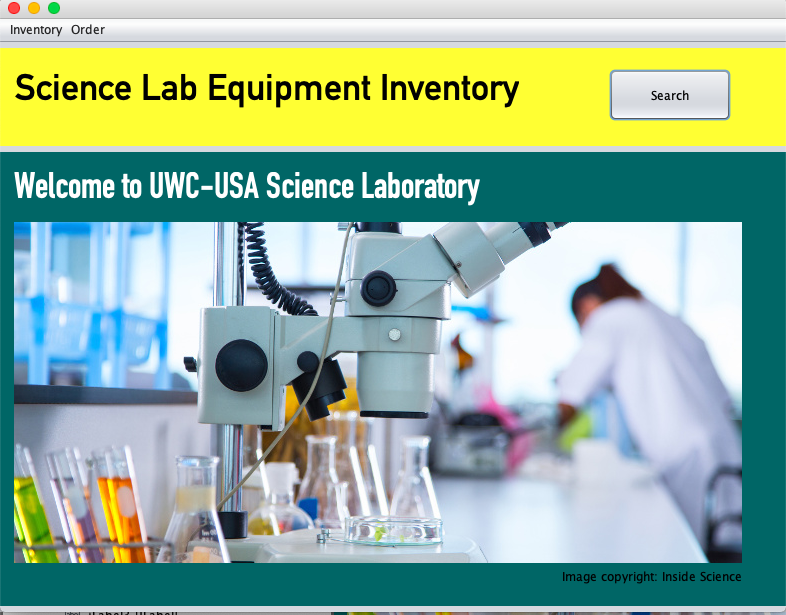 Inventory Order
Science Lab Equipment Inventory
Search
Welcome to UWC-USA Science Laboratory
Image copyright: Inside Science